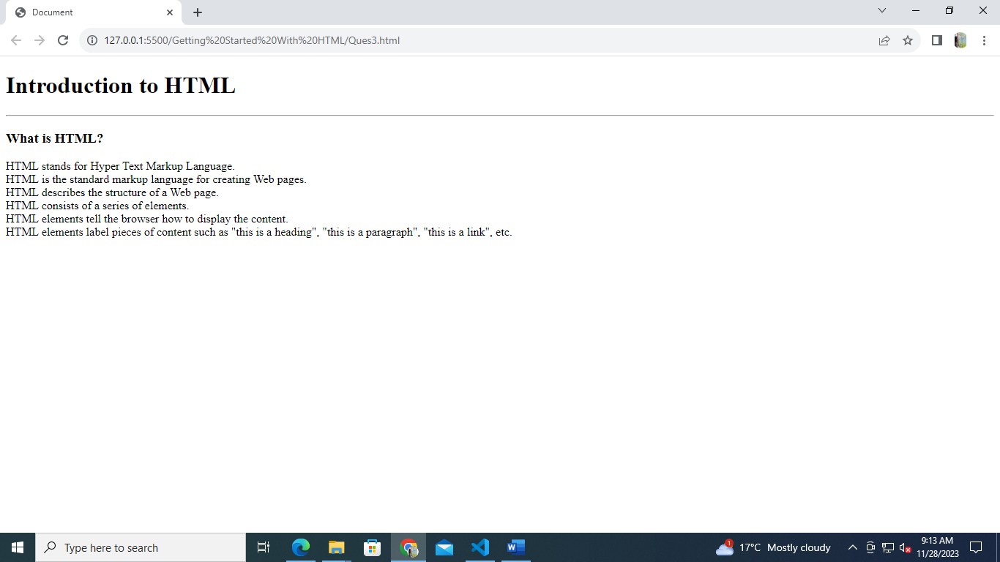 Document
127.0.0.1:5500/Getting%20Started%20With%20HTML/Ques3.html
Introduction to HTML
What is HTML?
HTML stands for Hyper Text Markup Language.
HTML is the standard markup language for creating Web pages.
HTML describes the structure of a Web page.
HTML consists of a series of elements.
HTML elements tell the browser how to display the content.
HTML elements label pieces of content such as "this is a heading", "this is a paragraph", "this is a link", etc.
Type here to search
1
17°C Mostly cloudy
9:13 AM
11/28/2023